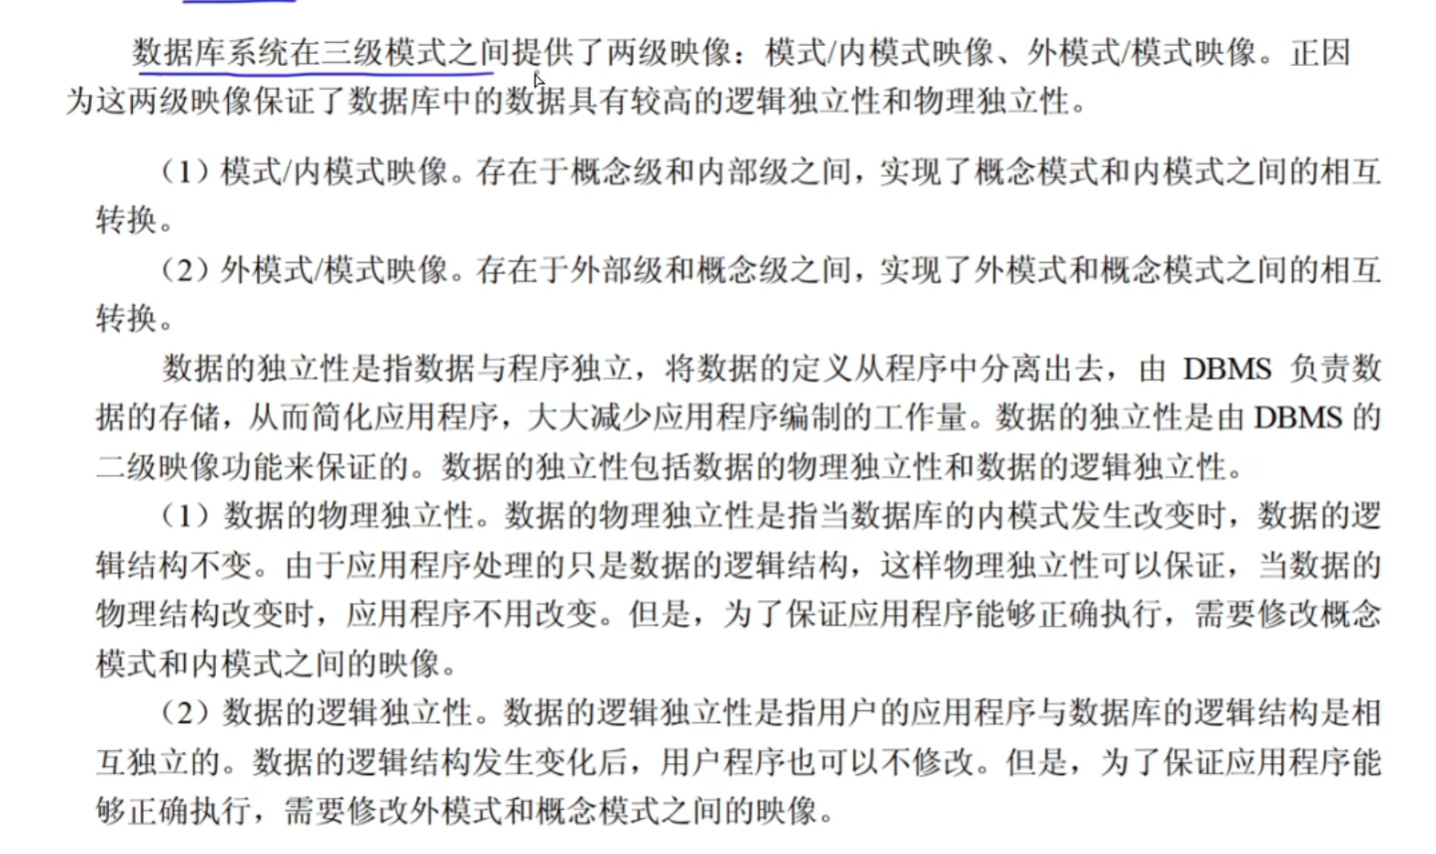 数据库系统在三级模式之间提供了两级映像：模式/内模式映像、外模式/模式映像。正因
为这两级映像保证了数据库中的数据具有较高的逻辑独立性和物理独立性。
（1）模式/内模式映像。存在于概念级和内部级之间，实现了概念模式和内模式之间的相互
转换。
（2）外模式/模式映像。存在于外部级和概念级之间，实现了外模式和概念模式之间的相互
转换。
数据的独立性是指数据与程序独立，将数据的定义从程序中分离出去，由 DBMS 负责数
据的存储，从而简化应用程序，大大减少应用程序编制的工作量。数据的独立性是由 DBMS 的
二级映像功能来保证的。数据的独立性包括数据的物理独立性和数据的逻辑独立性。
（1）数据的物理独立性。数据的物理独立性是指当数据库的内模式发生改变时，数据的逻
辑结构不变。由于应用程序处理的只是数据的逻辑结构，这样物理独立性可以保证，当数据的
物理结构改变时，应用程序不用改变。但是，为了保证应用程序能够正确执行，需要修改概念
模式和内模式之间的映像。
（2）数据的逻辑独立性。数据的逻辑独立性是指用户的应用程序与数据库的逻辑结构是相
互独立的。数据的逻辑结构发生变化后，用户程序也可以不修改。但是，为了保证应用程序能
够正确执行，需要修改外模式和概念模式之间的映像。